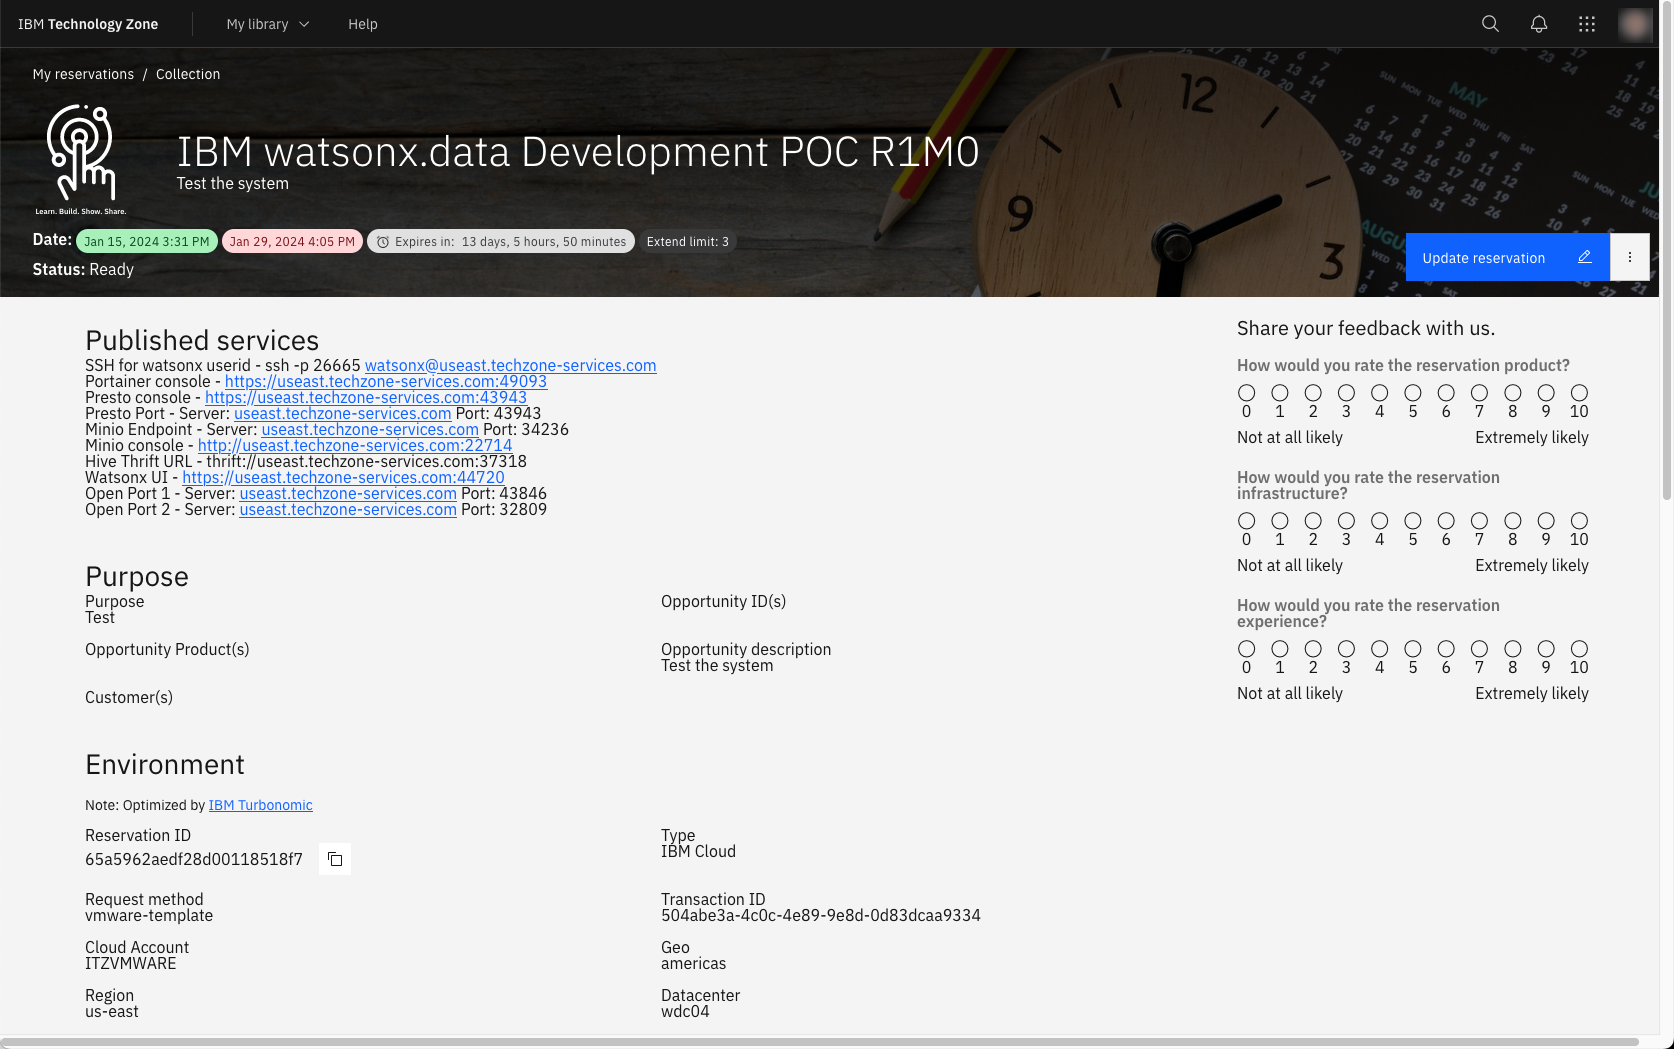 IBM Technology Zone
My library
Help
My reservations / Collection
IBM watsonx.data Development POC R1M0
Test the system
Learn. Build. Show. Share.
Date: Jan 15, 2024 3:31 PM Jan 29, 2024 4:05 PM Expires in: 13 days, 5 hours, 50 minutes Extend limit: 3
Status: Ready
Update reservation
12
9
3
MAY
AUGU
JU
Published services
SSH for watsonx userid - ssh -p 26665 watsonx@useast.techzone-services.com
Portainer console - https://useast.techzone-services.com:49093
Presto console - https://useast.techzone-services.com:43943
Presto Port - Server: useast.techzone-services.com Port: 43943
Minio Endpoint - Server: useast.techzone-services.com Port: 34236
Minio console - http://useast.techzone-services.com:22714
Hive Thrift URL - thrift://useast.techzone-services.com:37318
Watsonx UI - https://useast.techzone-services.com:44720
Open Port 1 - Server: useast.techzone-services.com Port: 43846
Open Port 2 - Server: useast.techzone-services.com Port: 32809
Purpose
Purpose
Test
Opportunity ID(s)
Opportunity Product(s)
Opportunity description
Test the system
Customer(s)
Environment
Note: Optimized by IBM Turbonomic
Reservation ID
65a5962aedf28d00118518f7
Type
IBM Cloud
Request method
vmware-template
Transaction ID
504abe3a-4c0c-4e89-9e8d-0d83dcaa9334
Cloud Account
ITZVMWARE
Geo
americas
Region
us-east
Datacenter
wdc04
Share your feedback with us.
How would you rate the reservation product?
0 1 2 3 4 5 6 7 8 9 10
Not at all likely Extremely likely
How would you rate the reservation
infrastructure?
0 1 2 3 4 5 6 7 8 9 10
Not at all likely Extremely likely
How would you rate the reservation
experience?
0 1 2 3 4 5 6 7 8 9 10
Not at all likely Extremely likely